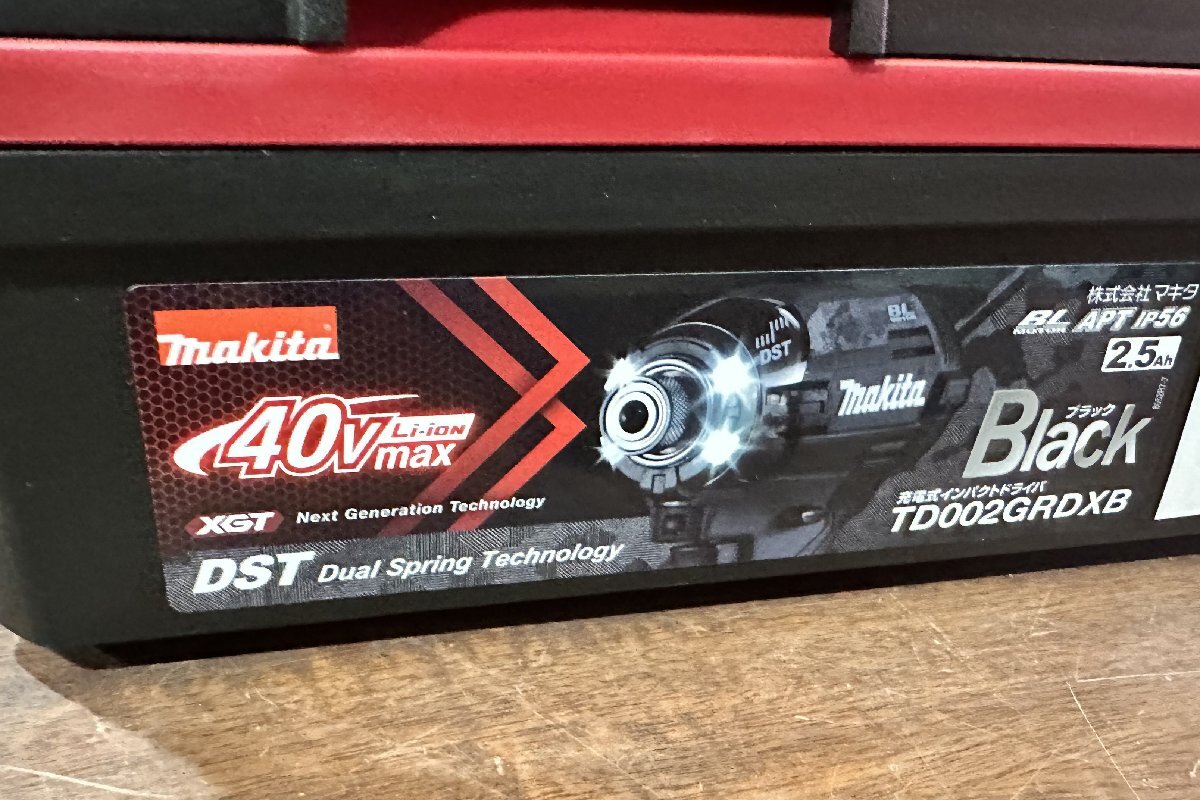 makita
40Vmax Li-ion
XGT Next Generation Technology
DST Dual Spring Technology
DST
BL
makita
株式会社マキタ
BL MOTOR APT IP56
2.5Ah
ブラック
Black
充電式インパクトドライバ
TD002GRDXB